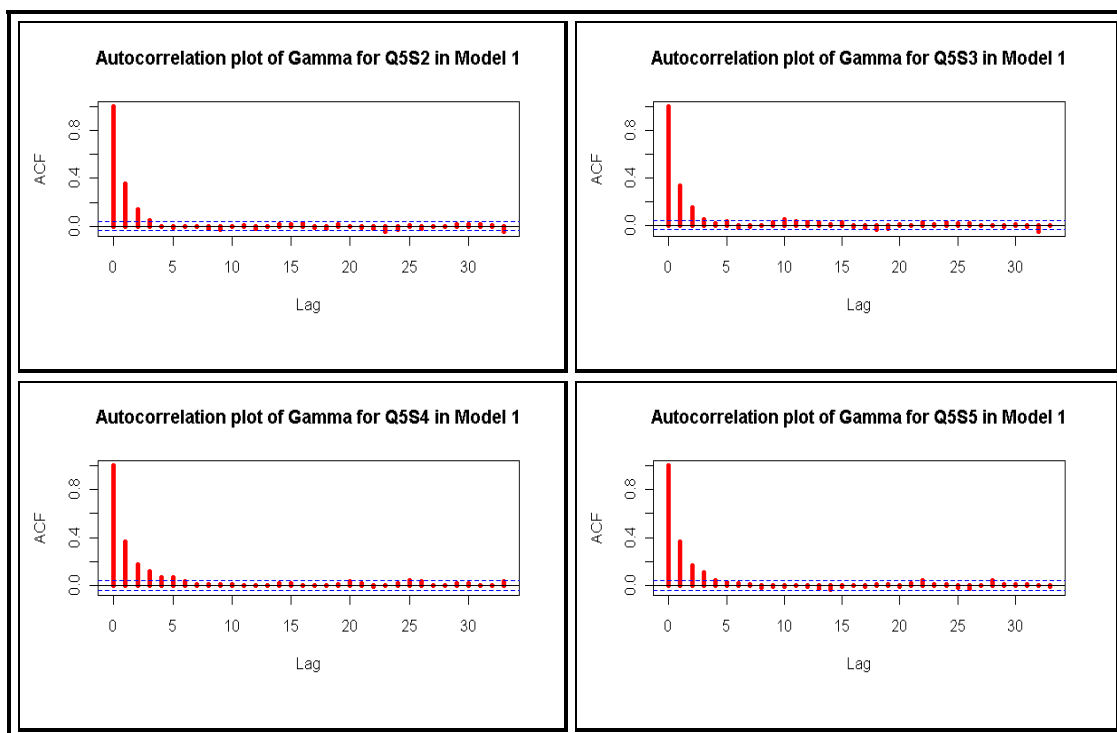 Autocorrelation plot of Gamma for Q5S2 in Model 1
ACF
0.0 0.4 0.8
0 5 10 15 20 25 30
Lag
Autocorrelation plot of Gamma for Q5S3 in Model 1
ACF
0.0 0.4 0.8
0 5 10 15 20 25 30
Lag
Autocorrelation plot of Gamma for Q5S4 in Model 1
ACF
0.0 0.4 0.8
0 5 10 15 20 25 30
Lag
Autocorrelation plot of Gamma for Q5S5 in Model 1
ACF
0.0 0.4 0.8
0 5 10 15 20 25 30
Lag